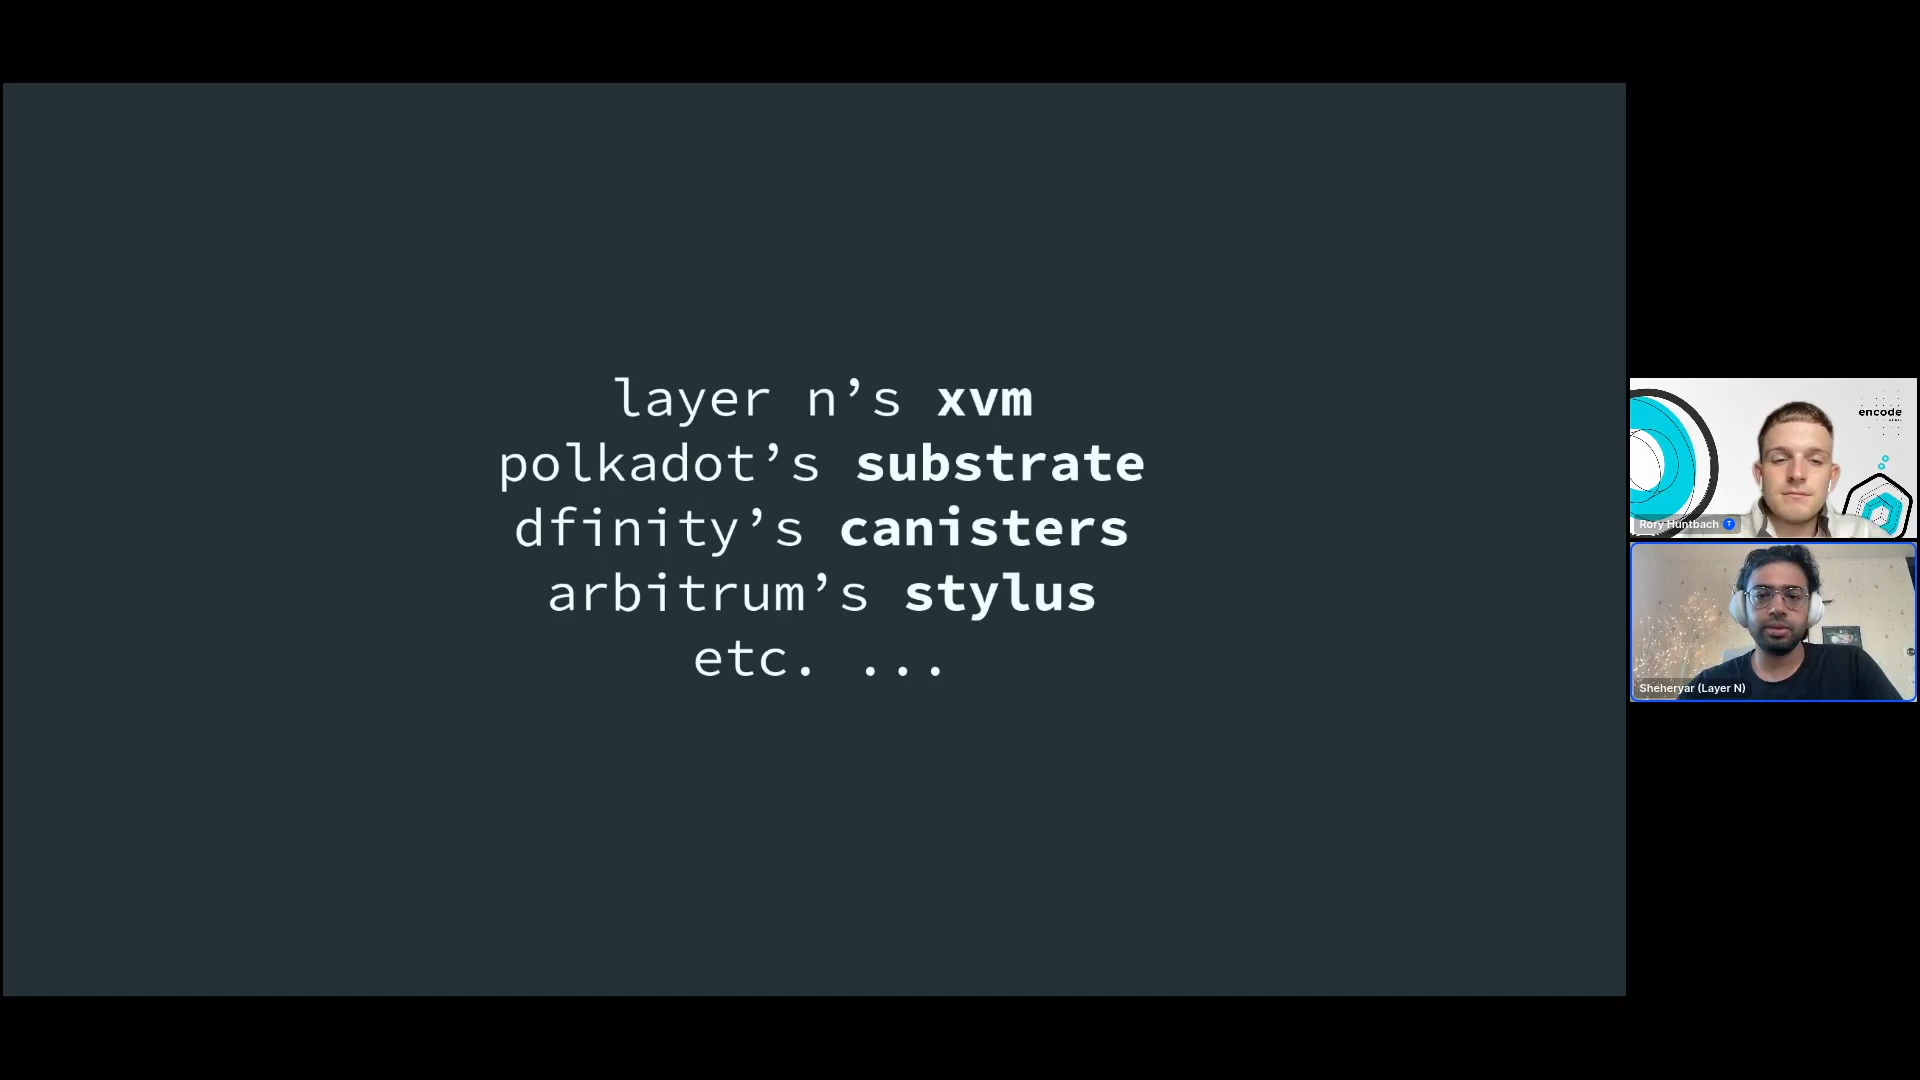 layer n’s xvm
polkadot’s substrate
dfinity’s canisters
arbitrum’s stylus
etc. ...
encode
Rory Huntbach T
Sheheryar (Layer N)